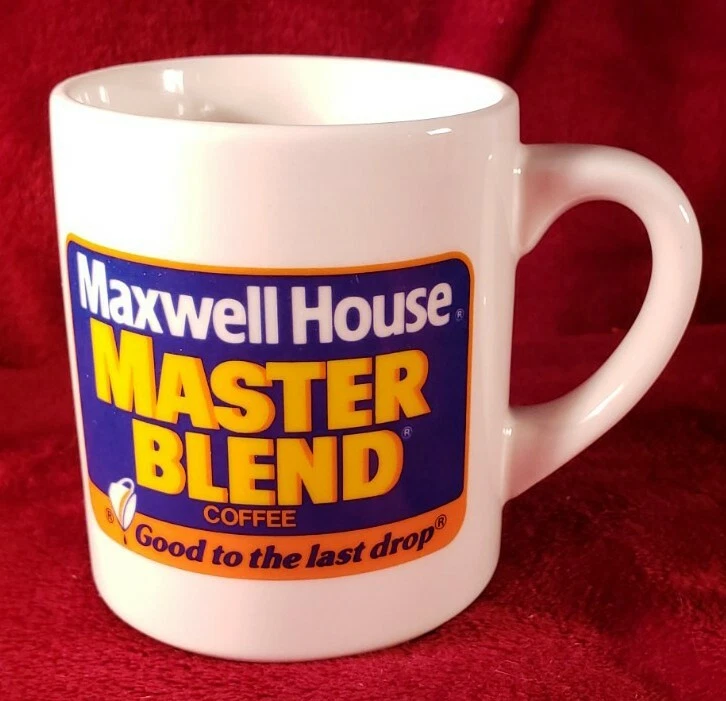 Maxwell House®
MASTER
BLEND®
COFFEE
® Good to the last drop®